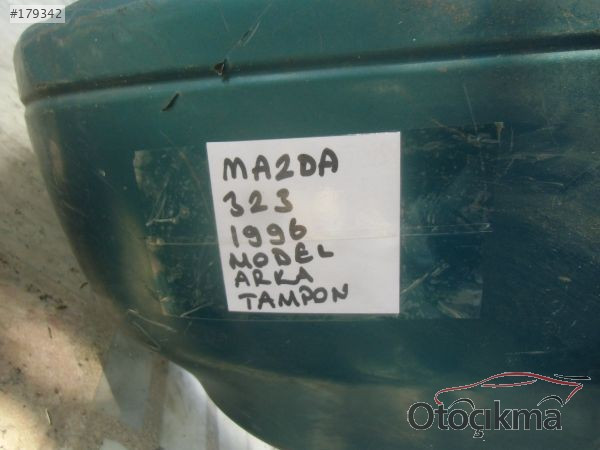 #179342
MAZDA
323
1996
MODEL
ARKA
TAMPON
Otoçıkma